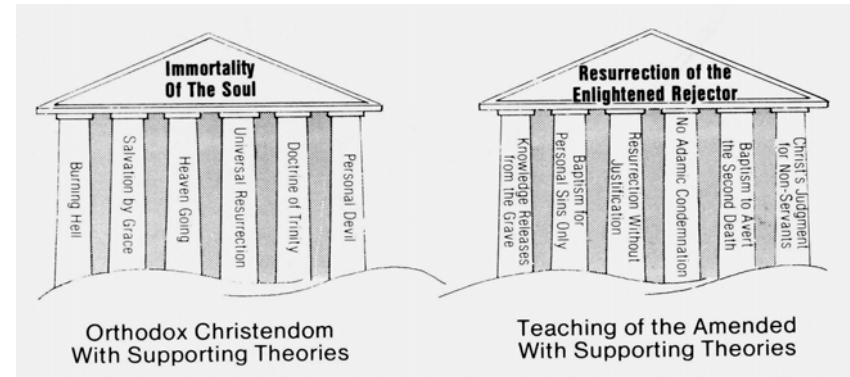 Immortality
Of The Soul
Burning Hell
Salvation by Grace
Heaven Going
Universal Resurrection
Doctrine of Trinity
Personal Devil
Orthodox Christendom
With Supporting Theories
Resurrection of the
Enlightened Rejector
Knowledge Releases
from the Grave
Baptism for
Personal Sins Only
Resurrection Without
Justification
No Adamic Condemnation
Baptism to Avert
the Second Death
Christ's Judgment
for Non-Servants
Teaching of the Amended
With Supporting Theories